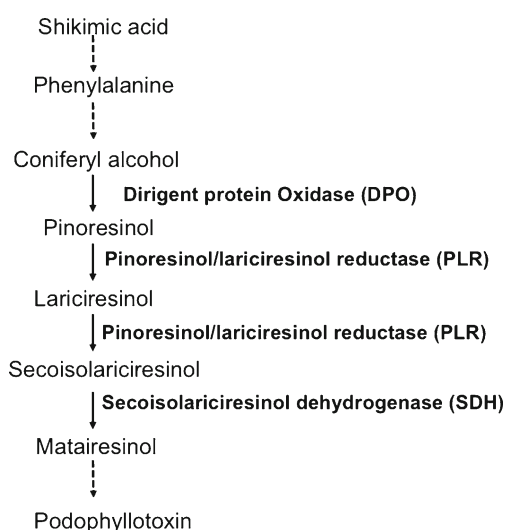 Shikimic acid
Phenylalanine
Coniferyl alcohol
Dirigent protein Oxidase (DPO)
Pinoresinol
Pinoresinol/lariciresinol reductase (PLR)
Lariciresinol
Pinoresinol/lariciresinol reductase (PLR)
Secoisolariciresinol
Secoisolariciresinol dehydrogenase (SDH)
Matairesinol
Podophyllotoxin